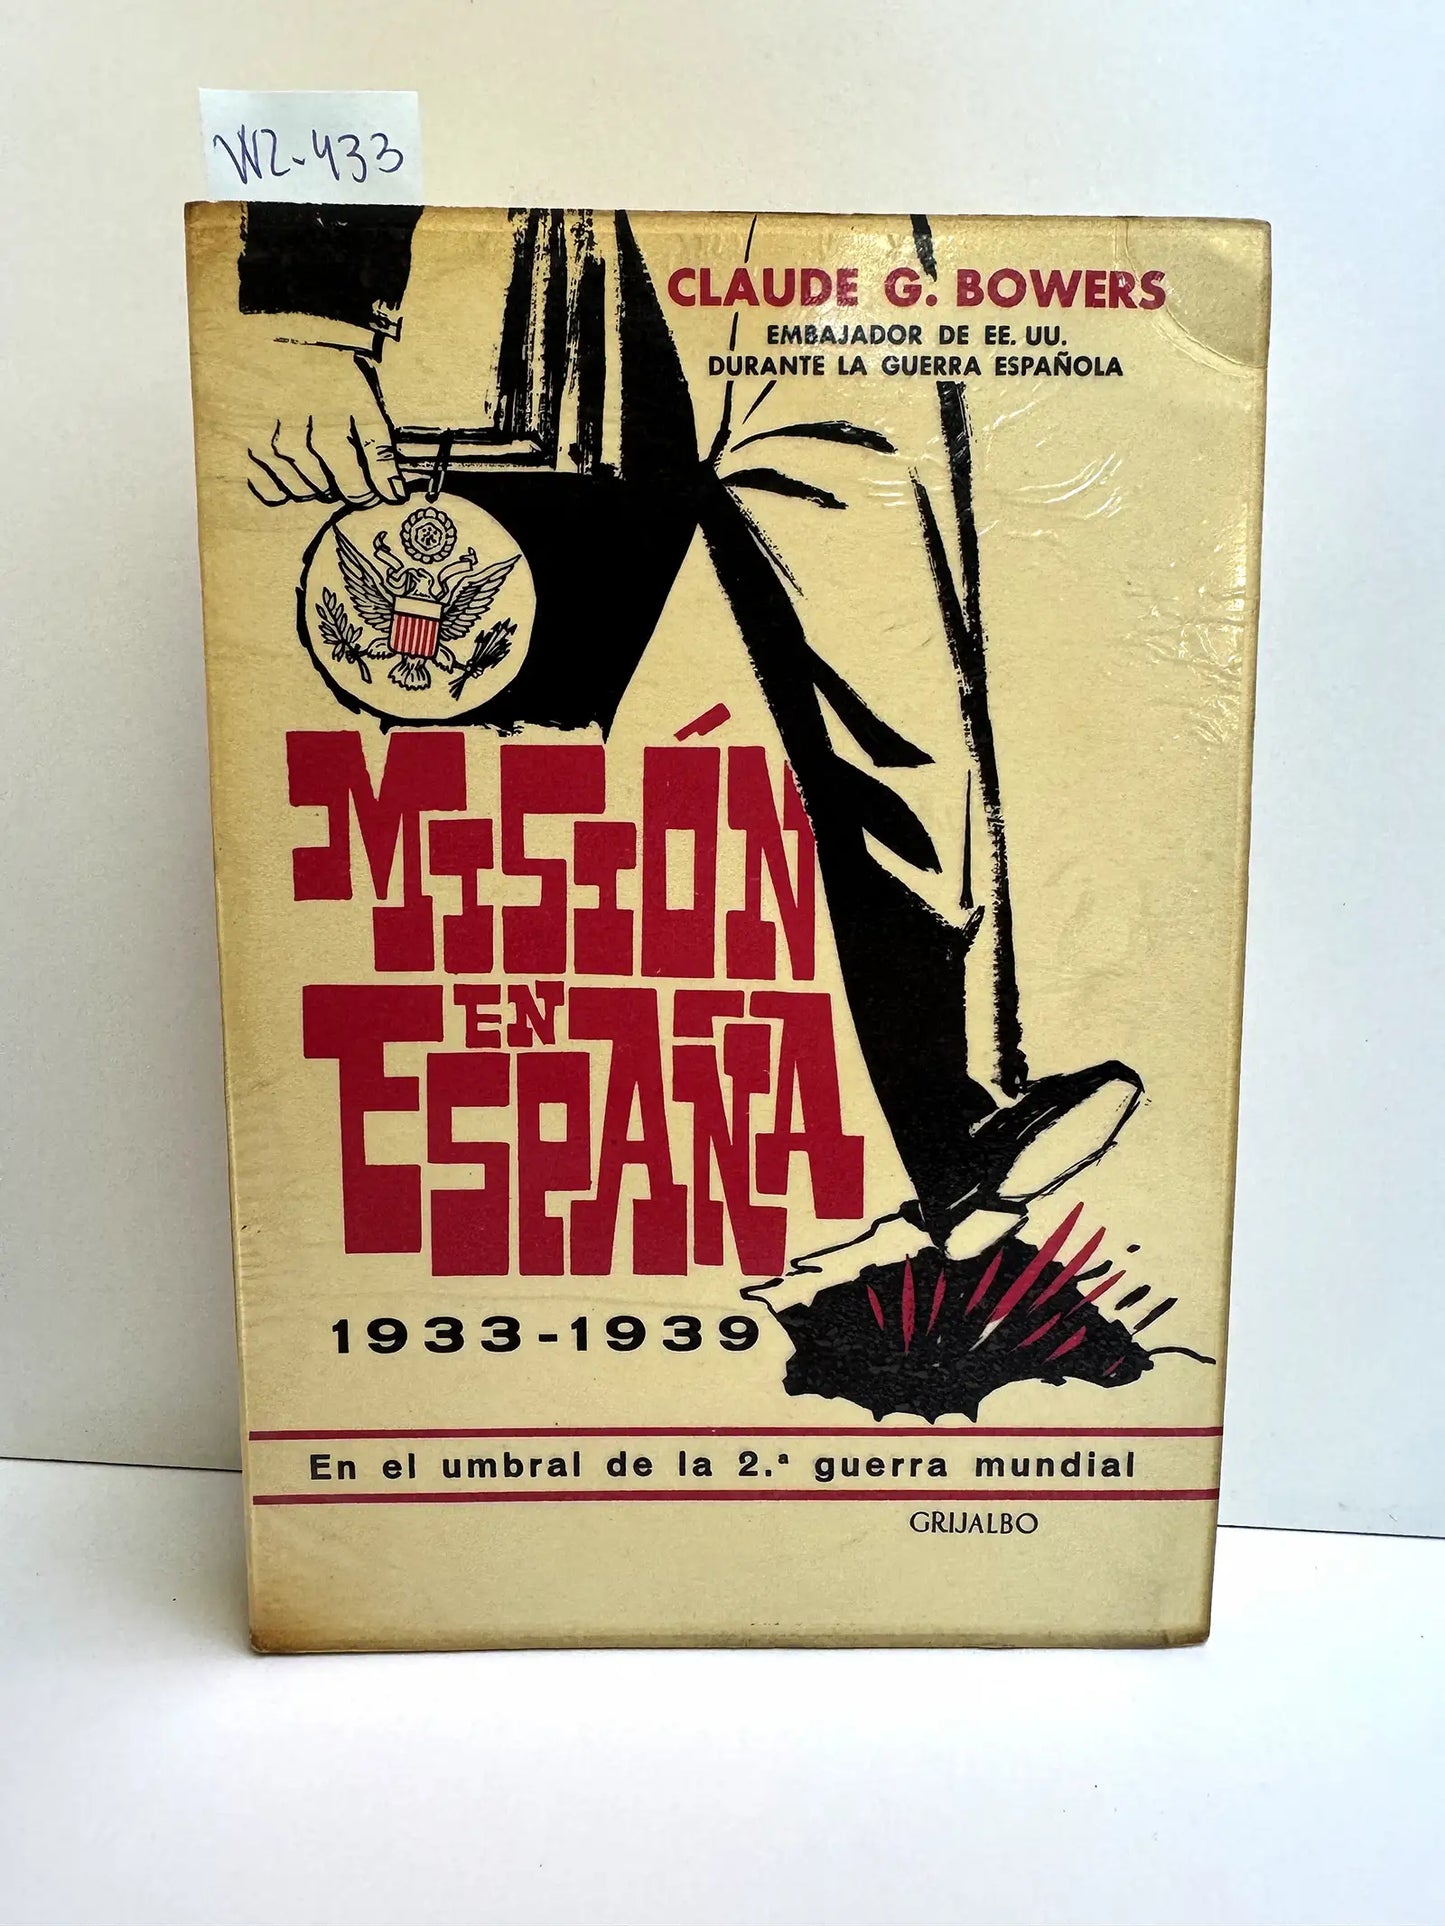 W2-433
CLAUDE G. BOWERS
EMBAJADOR DE EE. UU.
DURANTE LA GUERRA ESPAÑOLA
MISIÓN
EN
ESPAÑA
1933-1939
En el umbral de la 2.ª guerra mundial
GRIJALBO